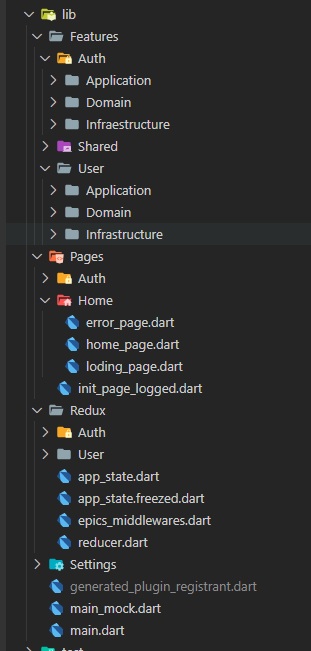 lib
Features
Auth
Application
Domain
Infraestructure
Shared
User
Application
Domain
Infrastructure
Pages
Auth
Home
error_page.dart
home_page.dart
loding_page.dart
init_page_logged.dart
Redux
Auth
User
app_state.dart
app_state.freezed.dart
epics_middlewares.dart
reducer.dart
Settings
generated_plugin_registrant.dart
main_mock.dart
main.dart